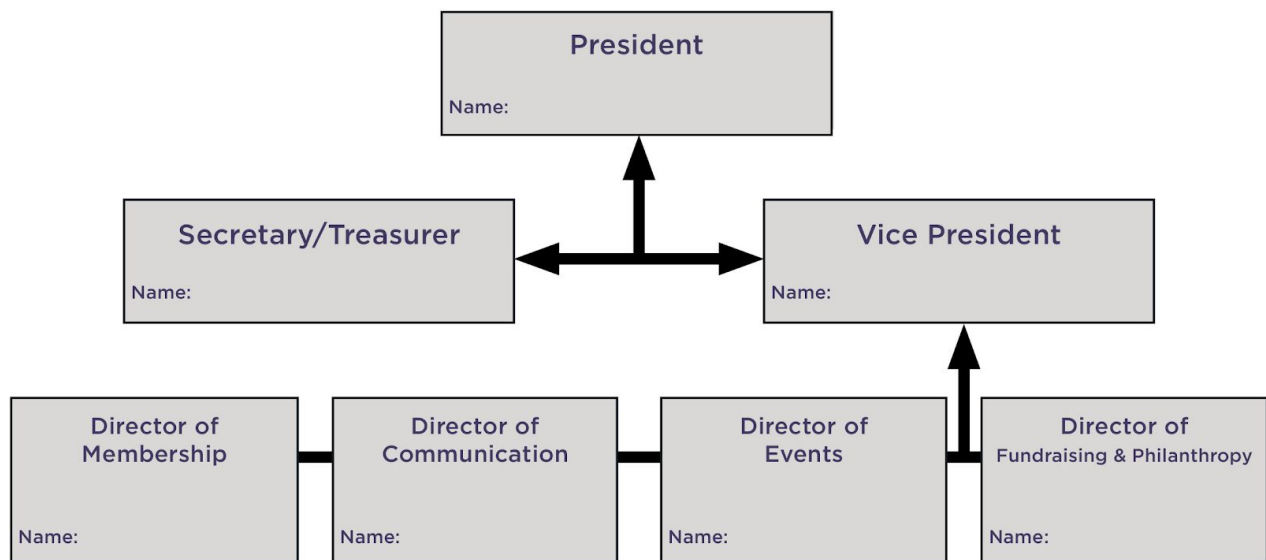 President
Name:
Secretary/Treasurer
Name:
Vice President
Name:
Director of
Membership
Name:
Director of
Communication
Name:
Director of
Events
Name:
Director of
Fundraising & Philanthropy
Name: